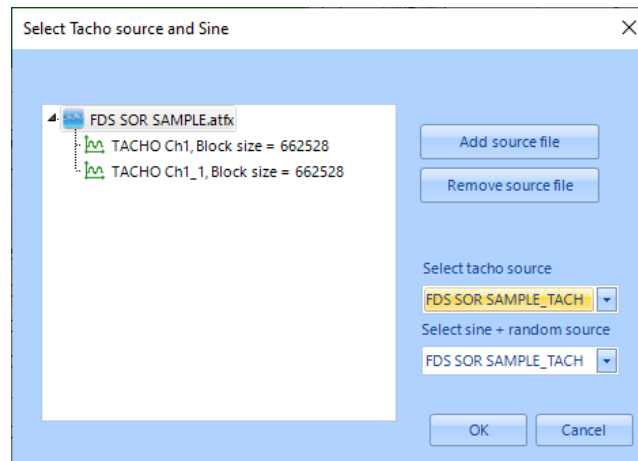 Select Tacho source and Sine
FDS SOR SAMPLE.atfx
TACHO Ch1, Block size = 662528
TACHO Ch1_1, Block size = 662528
Add source file
Remove source file
Select tacho source
FDS SOR SAMPLE_TACH
Select sine + random source
FDS SOR SAMPLE_TACH
OK
Cancel